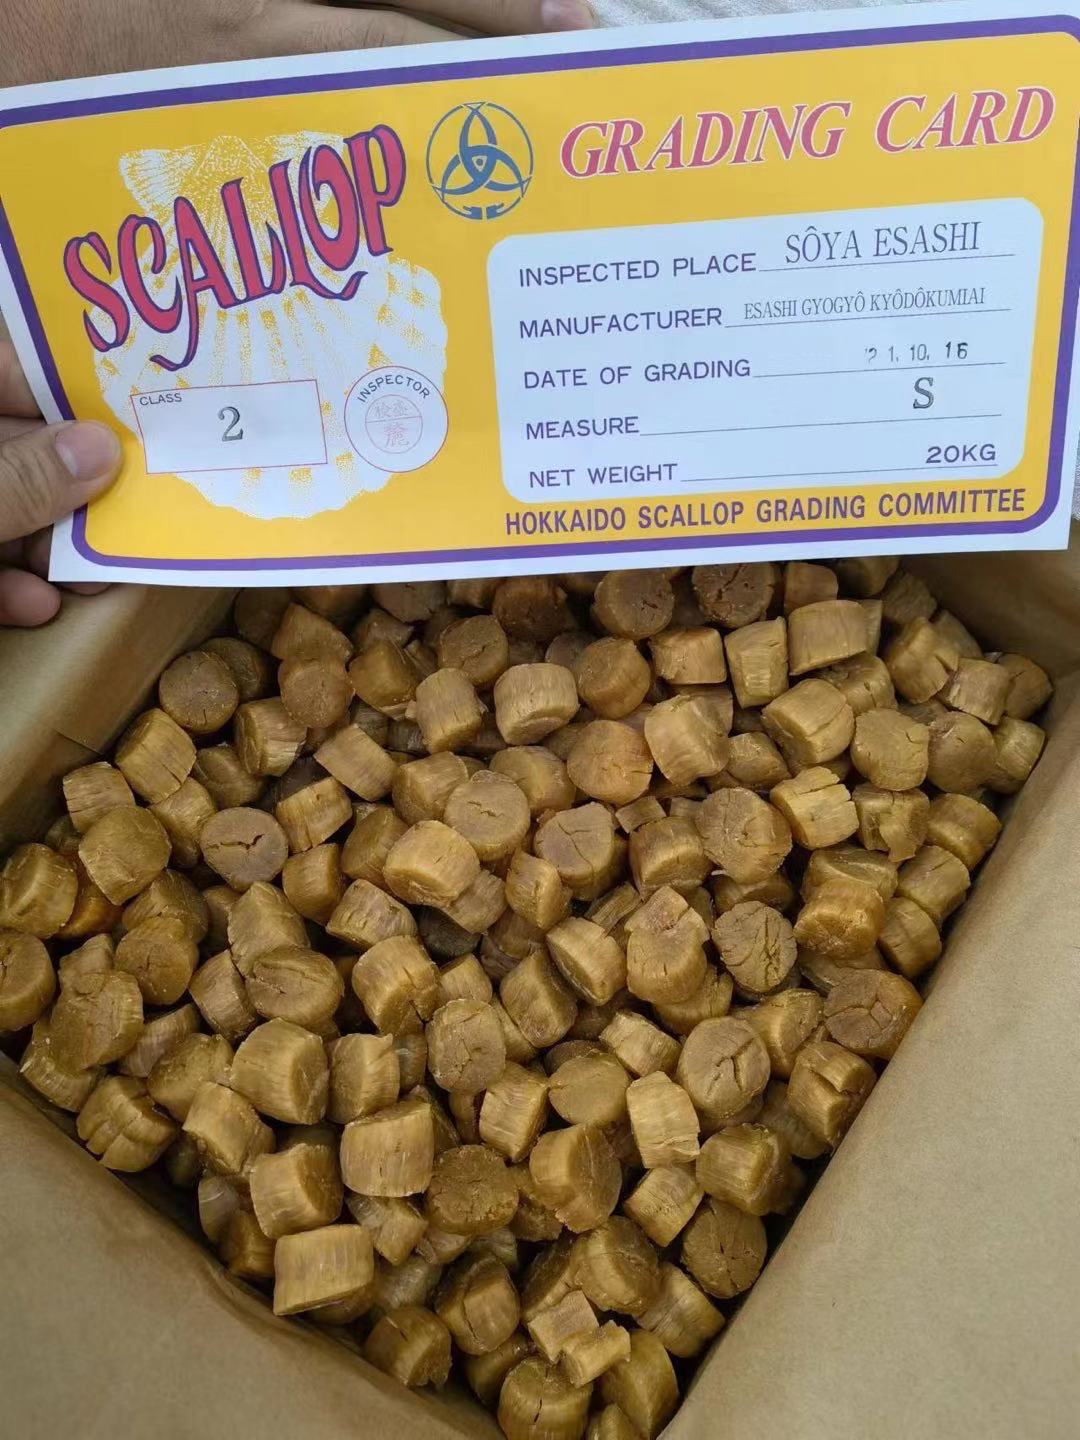 SCALLOP
GRADING CARD
INSPECTED PLACE SÔYA ESASHI
MANUFACTURER ESASHI GYOGYÔ KYÔDÔKUMIAI
DATE OF GRADING '21. 10. 16
MEASURE S
NET WEIGHT 20KG
CLASS
2
INSPECTOR
HOKKAIDO SCALLOP GRADING COMMITTEE